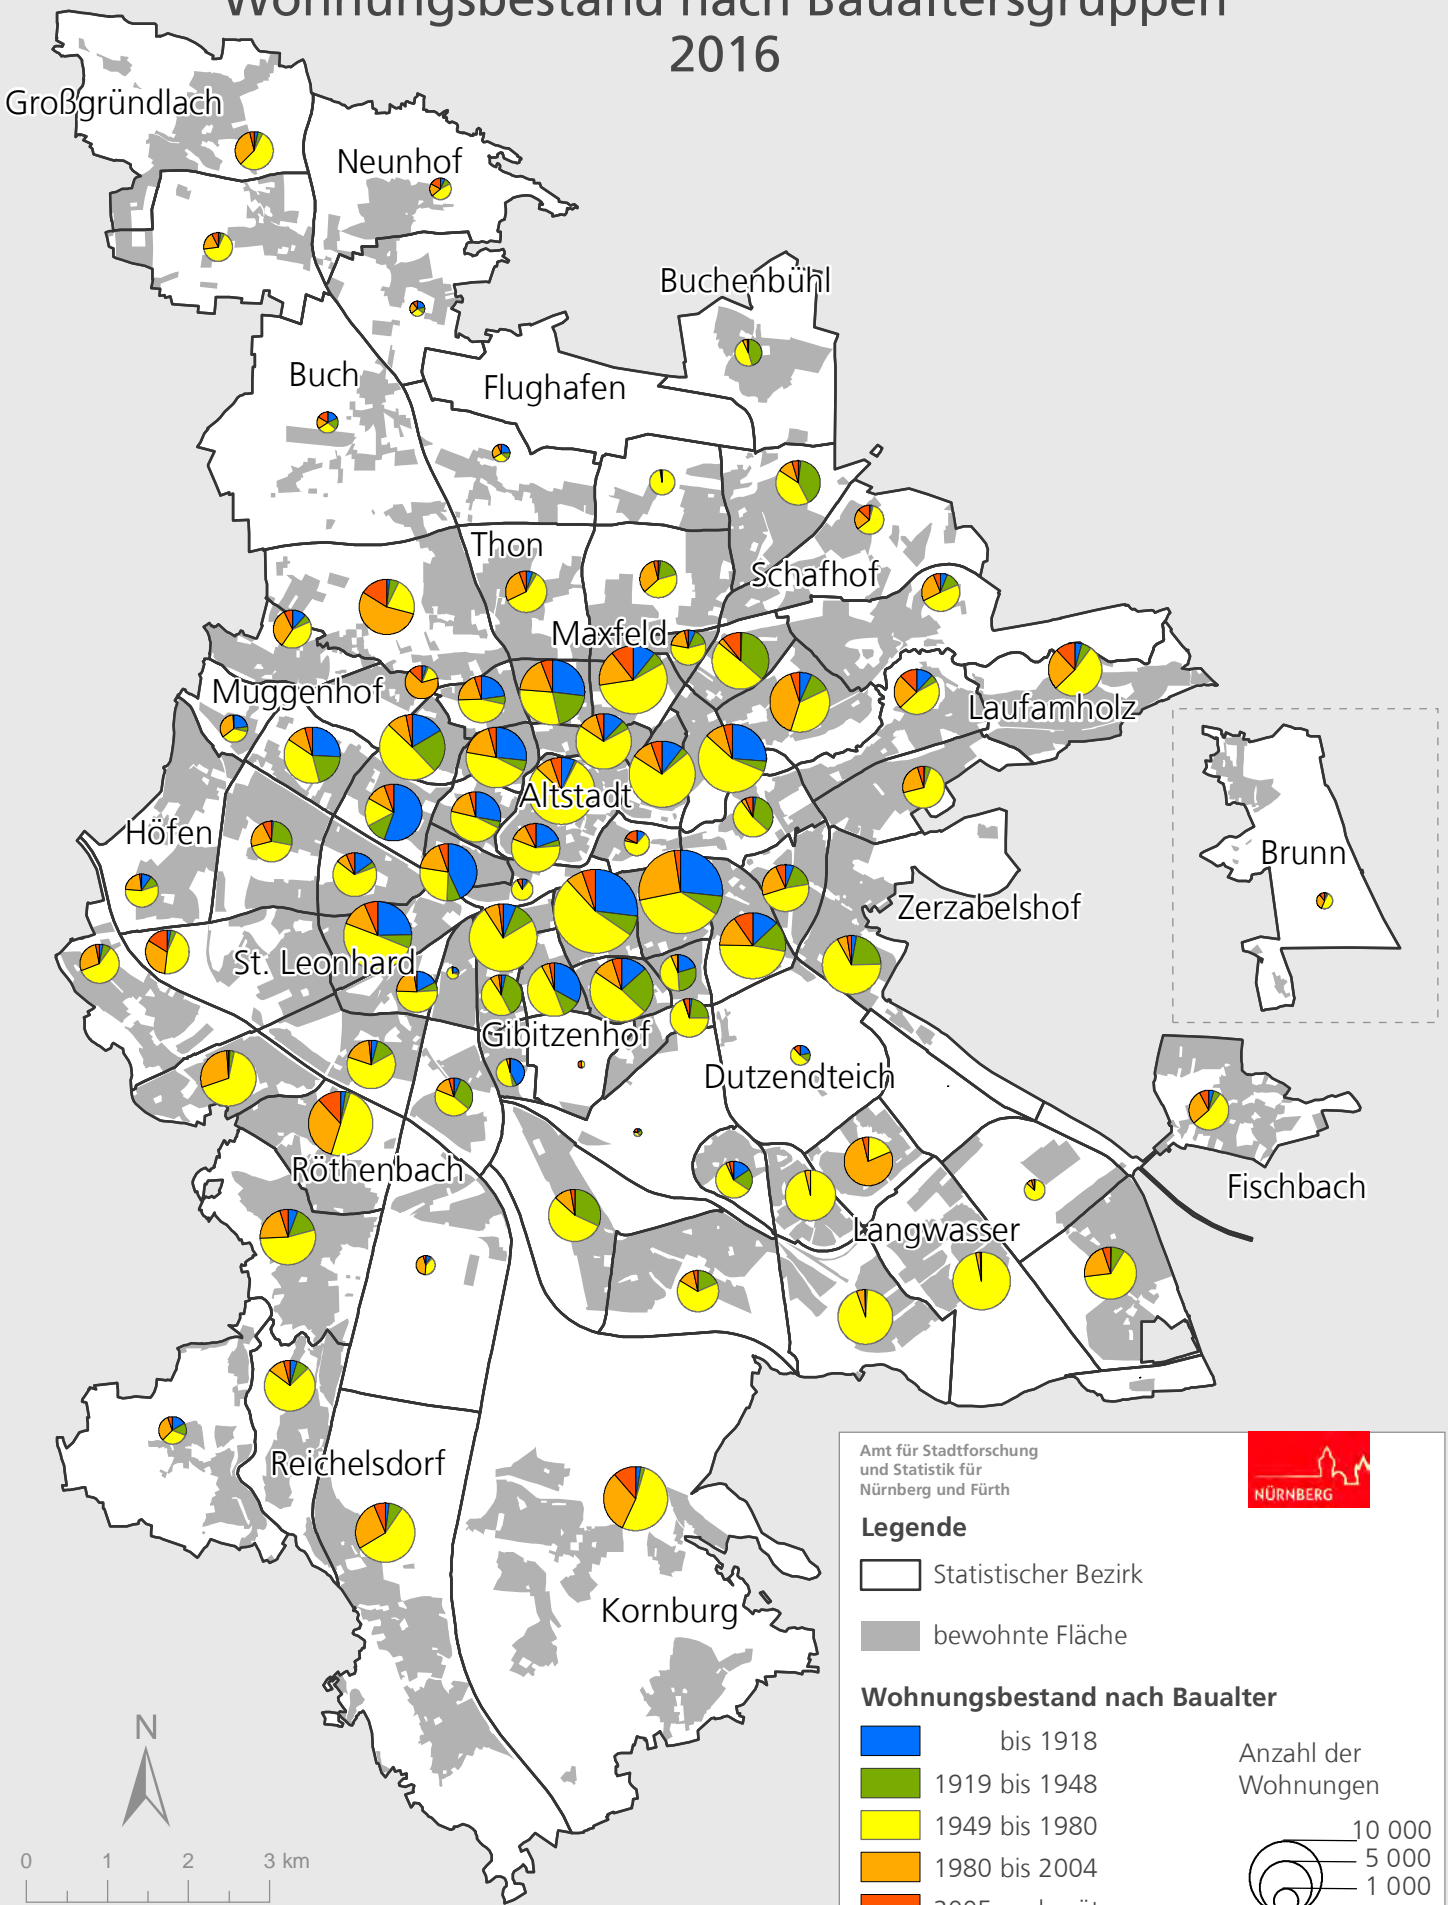 Wohnungsbestand nach Baualtersgruppen
2016
Großgründlach
Neunhof
Buchenbühl
Buch
Flughafen
Thon
Schafhof
Maxfeld
Muggenhof
Laufamholz
Altstadt
Höfen
Brunn
Zerzabelshof
St. Leonhard
Gibitzenhof
Dutzendteich
Röthenbach
Fischbach
Langwasser
Reichelsdorf
Kornburg
Amt für Stadtforschung
und Statistik für
Nürnberg und Fürth
NÜRNBERG
Legende
Statistischer Bezirk
bewohnte Fläche
Wohnungsbestand nach Baualter
bis 1918
1919 bis 1948
1949 bis 1980
1980 bis 2004
Anzahl der
Wohnungen
10 000
5 000
1 000
N
0 1 2 3 km